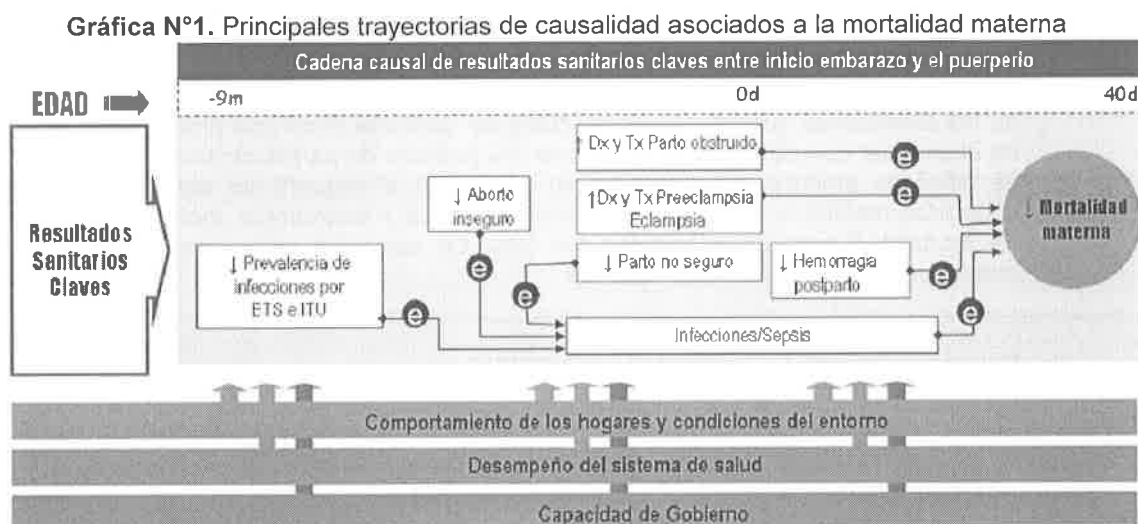 Gráfica N°1. Principales trayectorias de causalidad asociados a la mortalidad materna
Cadena causal de resultados sanitarios claves entre inicio embarazo y el puerperio
EDAD
-9m
0d
40d
Resultados
Sanitarios
Claves
↓ Prevalencia de
infecciones por
ETS e ITU
↓ Aborto
inseguro
↑ Dx y Tx Parto obstruido
↑Dx y Tx Preeclampsia
Eclampsia
↓ Parto no seguro
↓ Hemorragia
postparto
Infecciones/Sepsis
e
e
e
e
e
e
e
↓ Mortalidad
materna
Comportamiento de los hogares y condiciones del entorno
Desempeño del sistema de salud
Capacidad de Gobierno